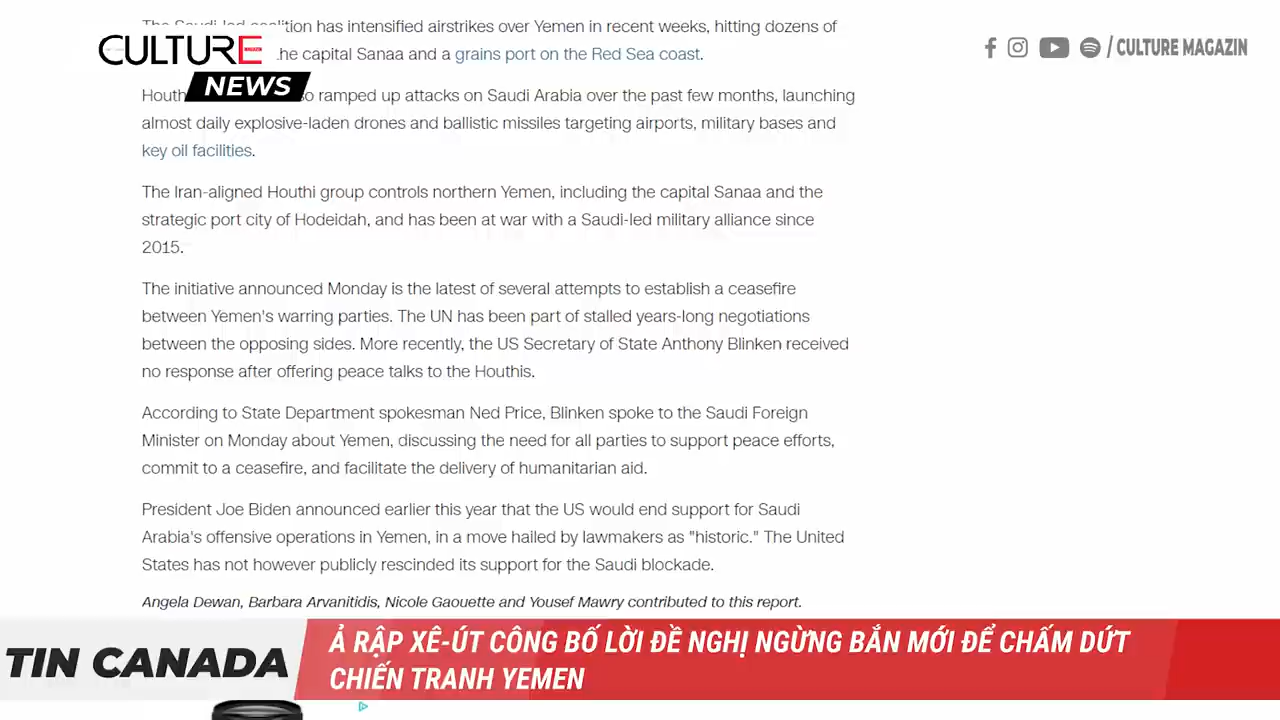 The Saudi-led coalition has intensified airstrikes over Yemen in recent weeks, hitting dozens of
CULTURE
the capital Sanaa and a grains port on the Red Sea coast.
/ CULTURE MAGAZIN
NEWS
Houth so ramped up attacks on Saudi Arabia over the past few months, launching
almost daily explosive-laden drones and ballistic missiles targeting airports, military bases and
key oil facilities.
The Iran-aligned Houthi group controls northern Yemen, including the capital Sanaa and the
strategic port city of Hodeidah, and has been at war with a Saudi-led military alliance since
2015.
The initiative announced Monday is the latest of several attempts to establish a ceasefire
between Yemen's warring parties. The UN has been part of stalled years-long negotiations
between the opposing sides. More recently, the US Secretary of State Anthony Blinken received
no response after offering peace talks to the Houthis.
According to State Department spokesman Ned Price, Blinken spoke to the Saudi Foreign
Minister on Monday about Yemen, discussing the need for all parties to support peace efforts,
commit to a ceasefire, and facilitate the delivery of humanitarian aid.
President Joe Biden announced earlier this year that the US would end support for Saudi
Arabia's offensive operations in Yemen, in a move hailed by lawmakers as "historic." The United
States has not however publicly rescinded its support for the Saudi blockade.
Angela Dewan, Barbara Arvanitidis, Nicole Gaouette and Yousef Mawry contributed to this report.
TIN CANADA
Ả RẬP XÊ-ÚT CÔNG BỐ LỜI ĐỀ NGHỊ NGỪNG BẮN MỚI ĐỂ CHẤM DỨT
CHIẾN TRANH YEMEN